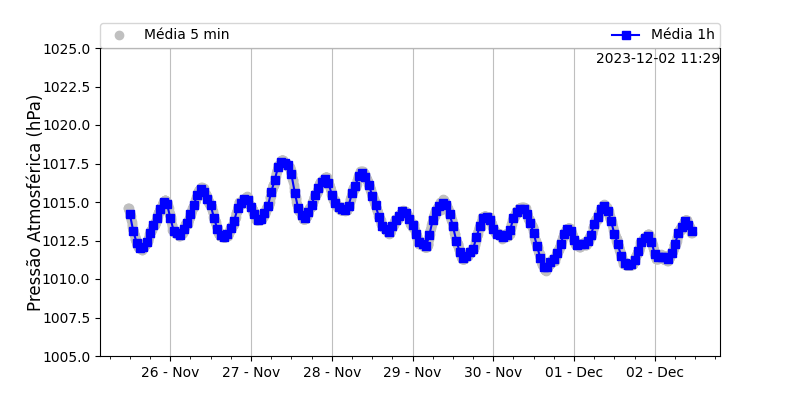 Média 5 min
Média 1h
2023-12-02 11:29
Pressão Atmosférica (hPa)
1025.0
1022.5
1020.0
1017.5
1015.0
1012.5
1010.0
1007.5
1005.0
26 - Nov
27 - Nov
28 - Nov
29 - Nov
30 - Nov
01 - Dec
02 - Dec